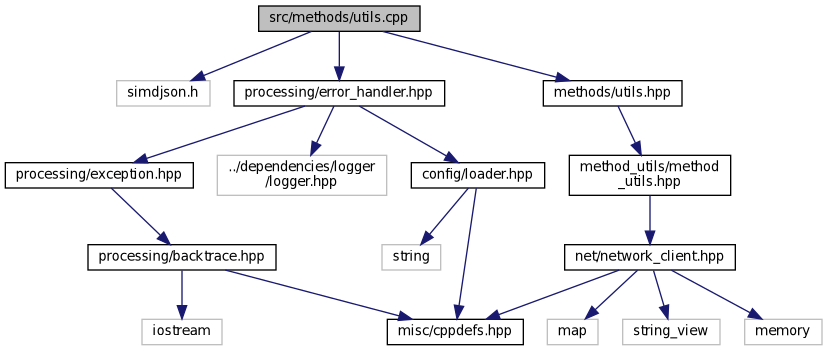 src/methods/utils.cpp
simdjson.h
processing/error_handler.hpp
methods/utils.hpp
processing/exception.hpp
../dependencies/logger
/logger.hpp
config/loader.hpp
method_utils/method
_utils.hpp
processing/backtrace.hpp
string
net/network_client.hpp
iostream
misc/cppdefs.hpp
map
string_view
memory